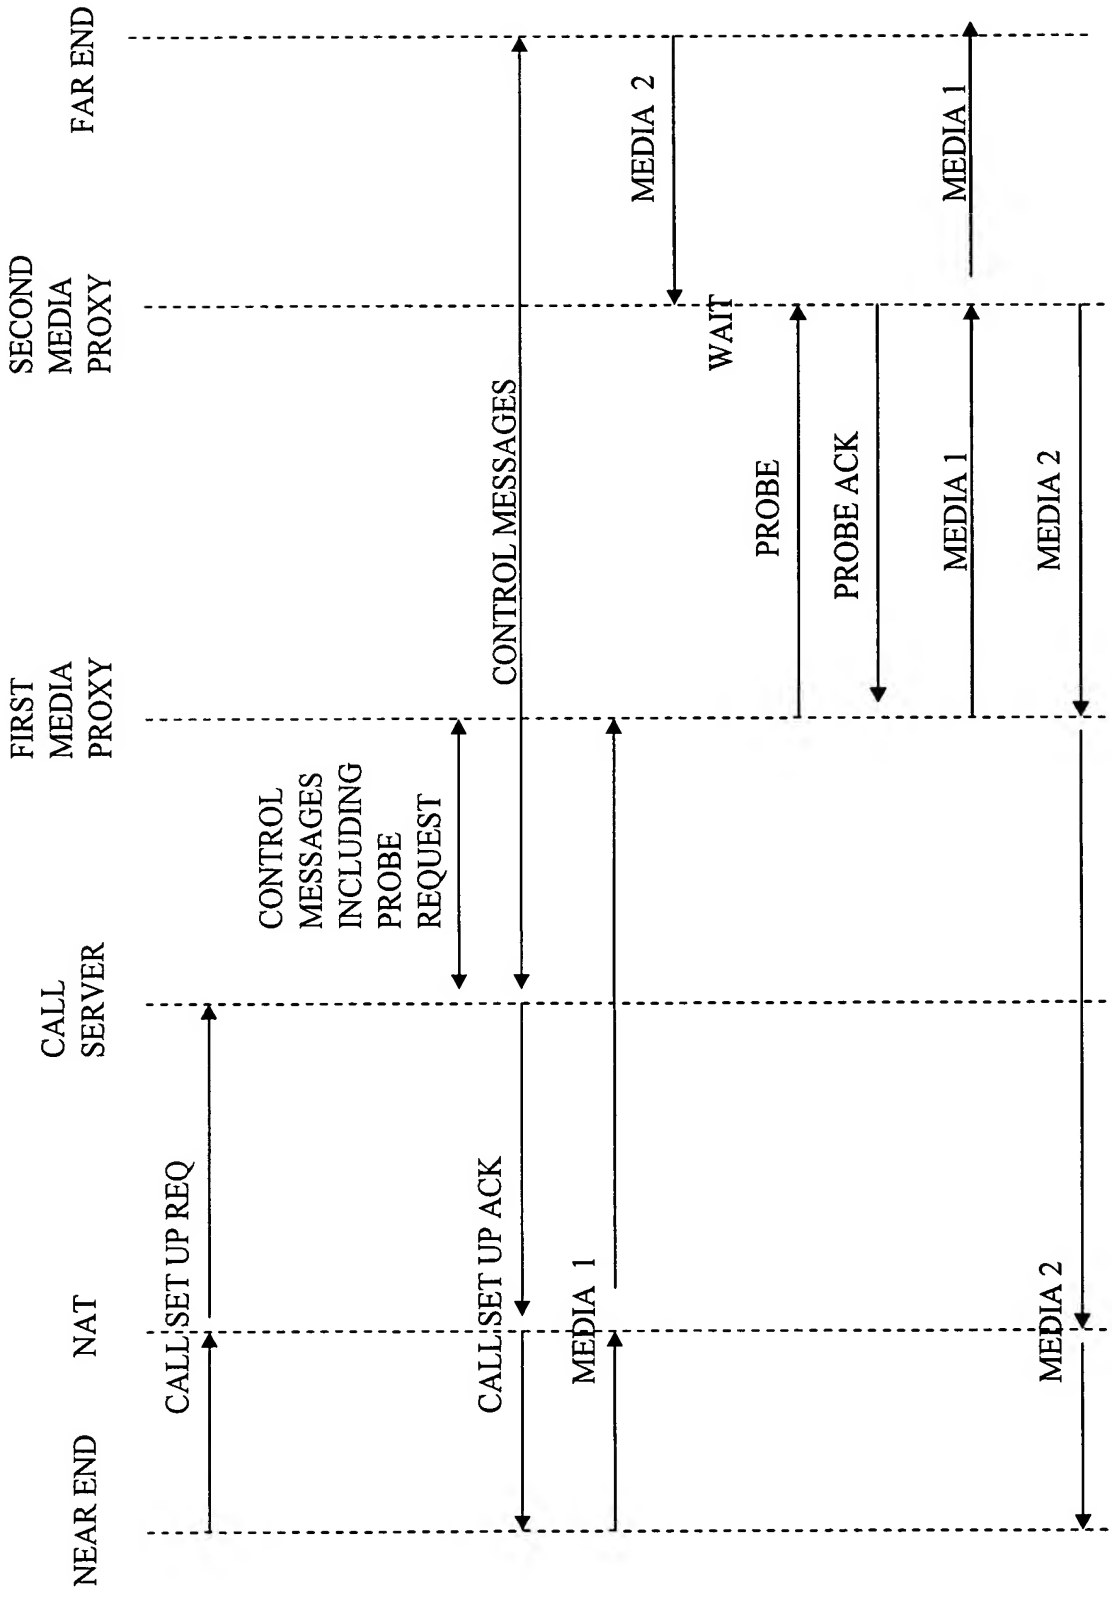 NEAR END
NAT
CALL
SERVER
FIRST
MEDIA
PROXY
SECOND
MEDIA
PROXY
FAR END
CALL SET UP REQ
CONTROL
MESSAGES
INCLUDING
PROBE
REQUEST
CALL SET UP ACK
CONTROL MESSAGES
MEDIA 1
MEDIA 2
WAIT
PROBE
PROBE ACK
MEDIA 1
MEDIA 1
MEDIA 2
MEDIA 2